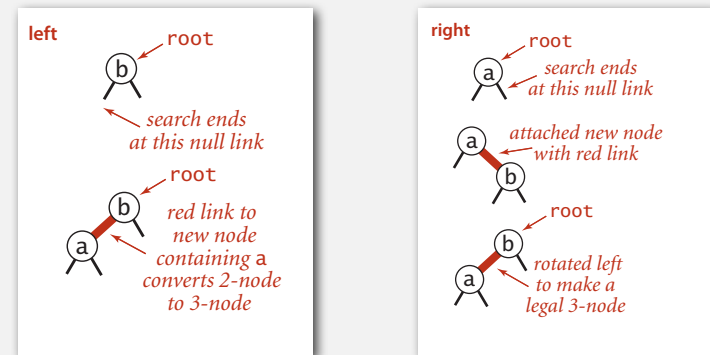 left
root
b
search ends
at this null link
root
b
a
red link to
new node
containing a
converts 2-node
to 3-node
right
root
a
search ends
at this null link
attached new node
with red link
a
b
root
b
a
rotated left
to make a
legal 3-node